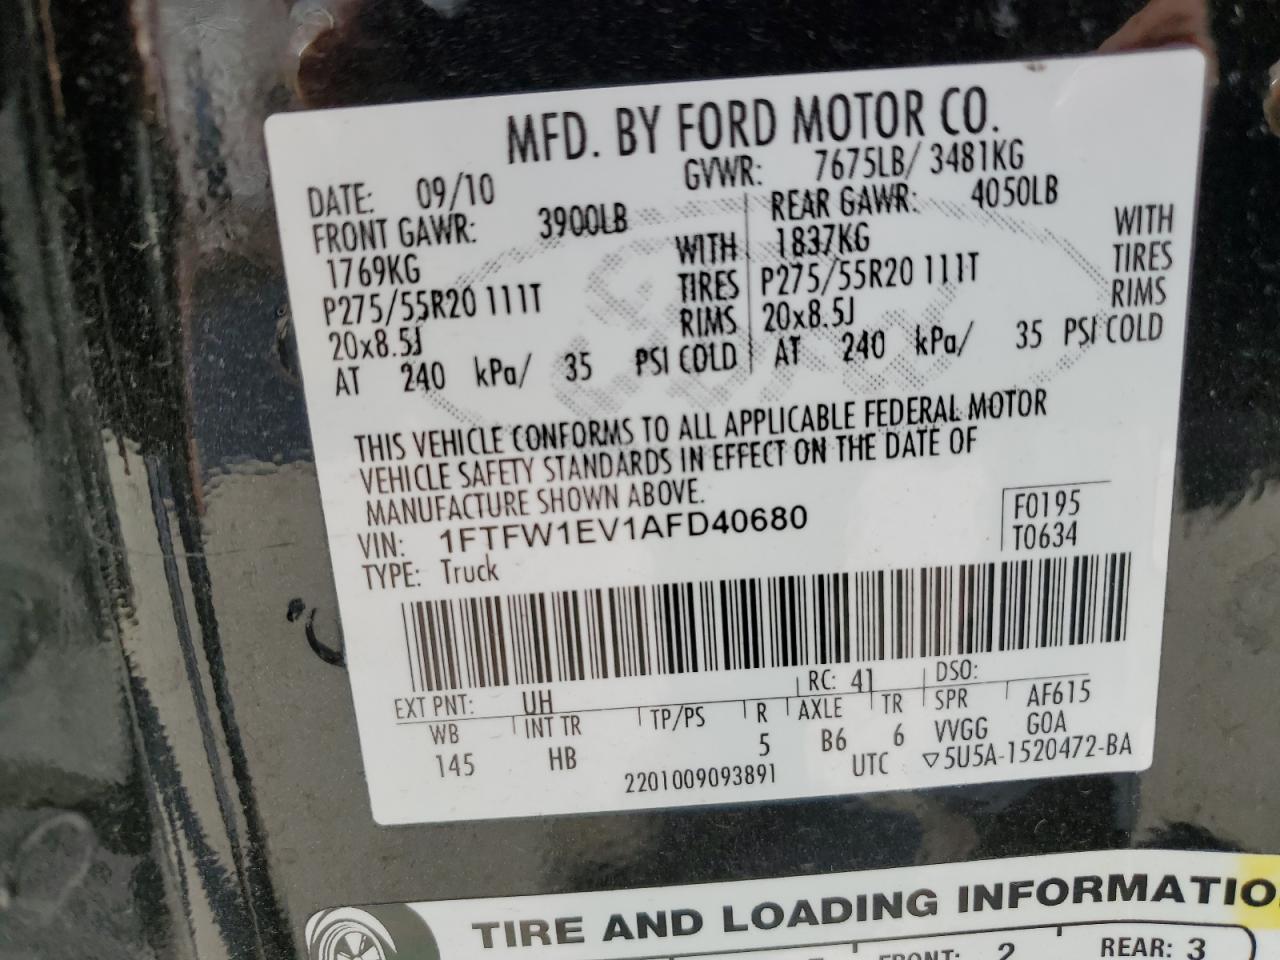 MFD. BY FORD MOTOR CO.
DATE: 09/10 GVWR: 7675LB/ 3481KG
FRONT GAWR: 3900LB REAR GAWR: 4050LB
1769KG WITH 1837KG WITH
P275/55R20 111T TIRES P275/55R20 111T TIRES
20x8.5J RIMS 20x8.5J RIMS
AT 240 kPa/ 35 PSI COLD AT 240 kPa/ 35 PSI COLD
THIS VEHICLE CONFORMS TO ALL APPLICABLE FEDERAL MOTOR
VEHICLE SAFETY STANDARDS IN EFFECT ON THE DATE OF
MANUFACTURE SHOWN ABOVE.
VIN: 1FTFW1EV1AFD40680 F0195
TYPE: Truck T0634
EXT PNT: UH RC: 41 DSO:
WB INT TR TP/PS R AXLE TR SPR AF615
145 HB 5 B6 6 VVGG GOA
2201009093891 UTC ▽5U5A-1520472-BA
TIRE AND LOADING INFORMATIO
FRONT: 2 REAR: 3